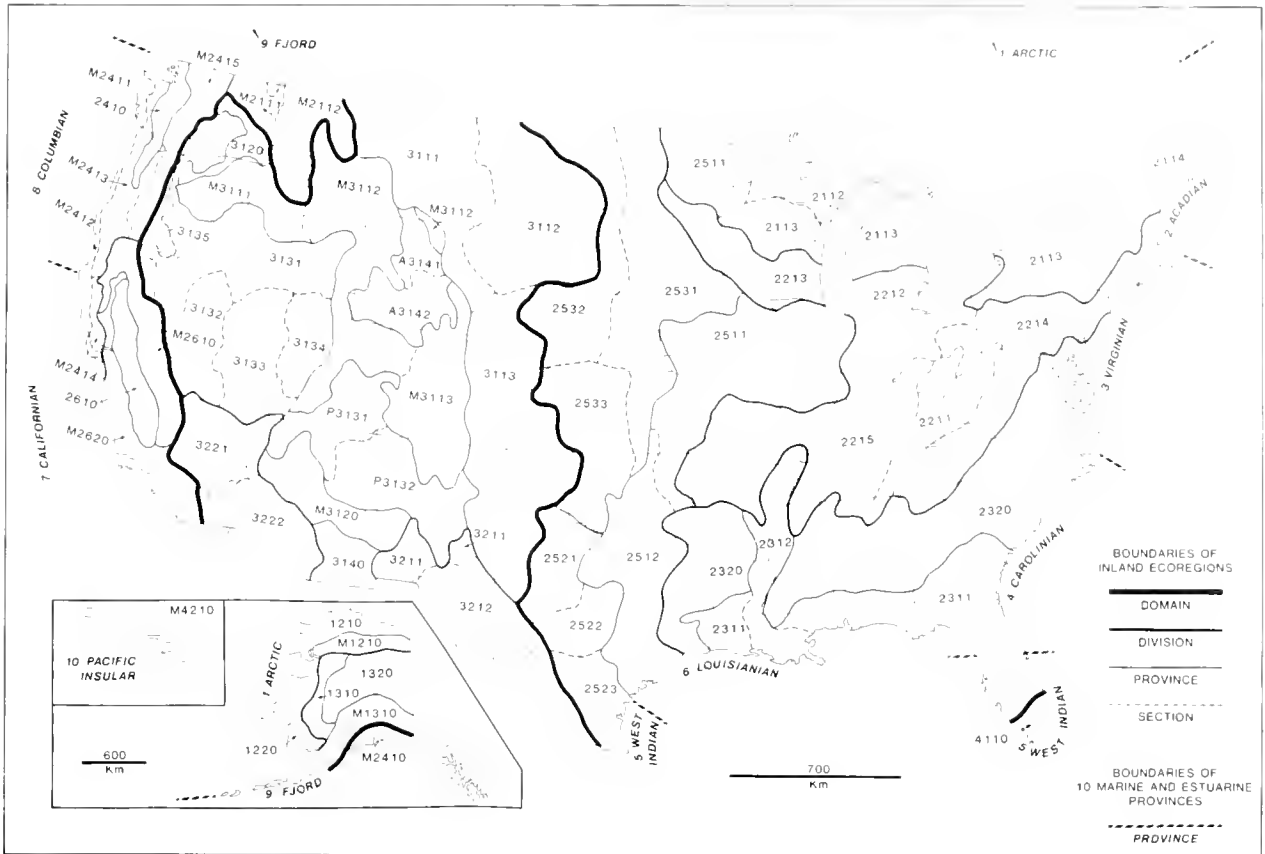 9 FJORD
1 ARCTIC
M2415
M2411
M2111
M2112
2410
8 COLUMBIAN
3120
3111
2511
2112
2114
M2413
M3111
M3112
M3112
2113
2113
2 ACADIAN
M2412
3135
3112
3131
A3141
2113
2213
2212
2531
3132
A3142
2532
2511
2214
M2610
3134
3133
3113
3 VIRGINIAN
M2414
M3113
2533
2610
P3131
2211
7 CALIFORNIAN
M2620
3221
2215
P3132
3222
M3120
3211
2320
2312
3140
3211
2521
2512
2320
4 CAROLINIAN
2311
3212
2522
2311
6 LOUISIANIAN
2523
5 WEST
INDIAN
4110
5 WEST INDIAN
M4210
10 PACIFIC
INSULAR
1210
M1210
1 ARCTIC
1320
1310
M1310
1220
M2410
9 FJORD
600
Km
700
Km
BOUNDARIES OF
INLAND ECOREGIONS
DOMAIN
DIVISION
PROVINCE
SECTION
BOUNDARIES OF
10 MARINE AND ESTUARINE
PROVINCES
PROVINCE